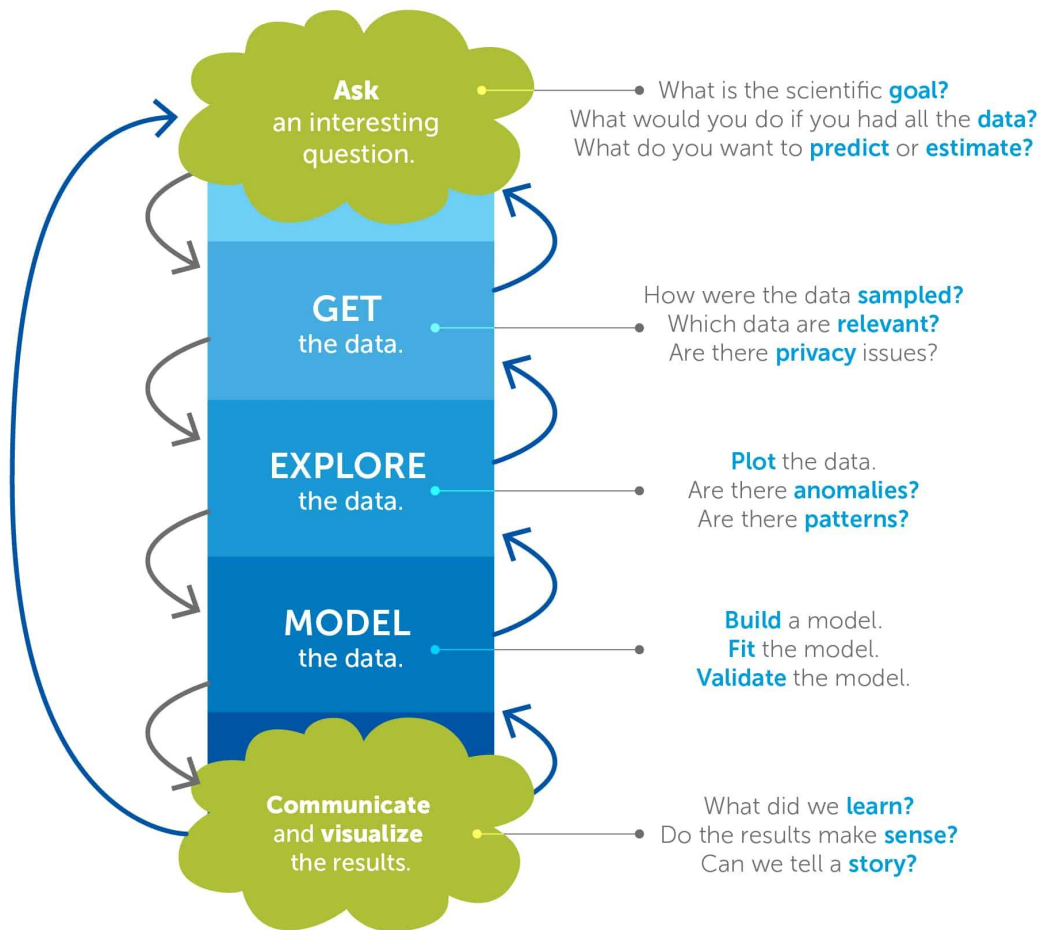 Ask
an interesting
question.
What is the scientific goal?
What would you do if you had all the data?
What do you want to predict or estimate?
GET
the data.
How were the data sampled?
Which data are relevant?
Are there privacy issues?
EXPLORE
the data.
Plot the data.
Are there anomalies?
Are there patterns?
MODEL
the data.
Build a model.
Fit the model.
Validate the model.
Communicate
and visualize
the results.
What did we learn?
Do the results make sense?
Can we tell a story?